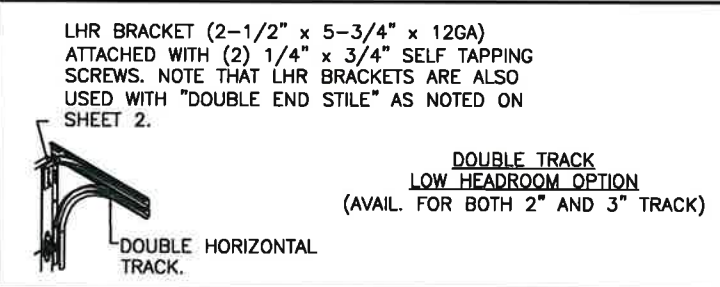 LHR BRACKET (2-1/2" x 5-3/4" x 12GA)
ATTACHED WITH (2) 1/4" x 3/4" SELF TAPPING
SCREWS. NOTE THAT LHR BRACKETS ARE ALSO
USED WITH "DOUBLE END STILE" AS NOTED ON
SHEET 2.
DOUBLE TRACK
LOW HEADROOM OPTION
(AVAIL. FOR BOTH 2" AND 3" TRACK)
DOUBLE HORIZONTAL
TRACK.